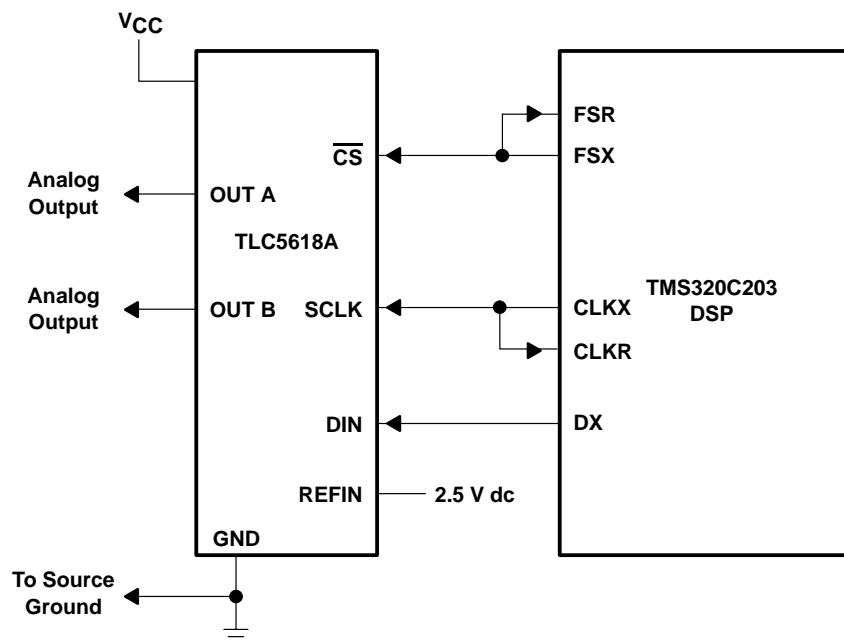 VCC
FSR
CS
FSX
Analog
Output
OUT A
TLC5618A
TMS320C203
DSP
Analog
Output
OUT B
SCLK
CLKX
CLKR
DIN
DX
REFIN
2.5 V dc
GND
To Source
Ground